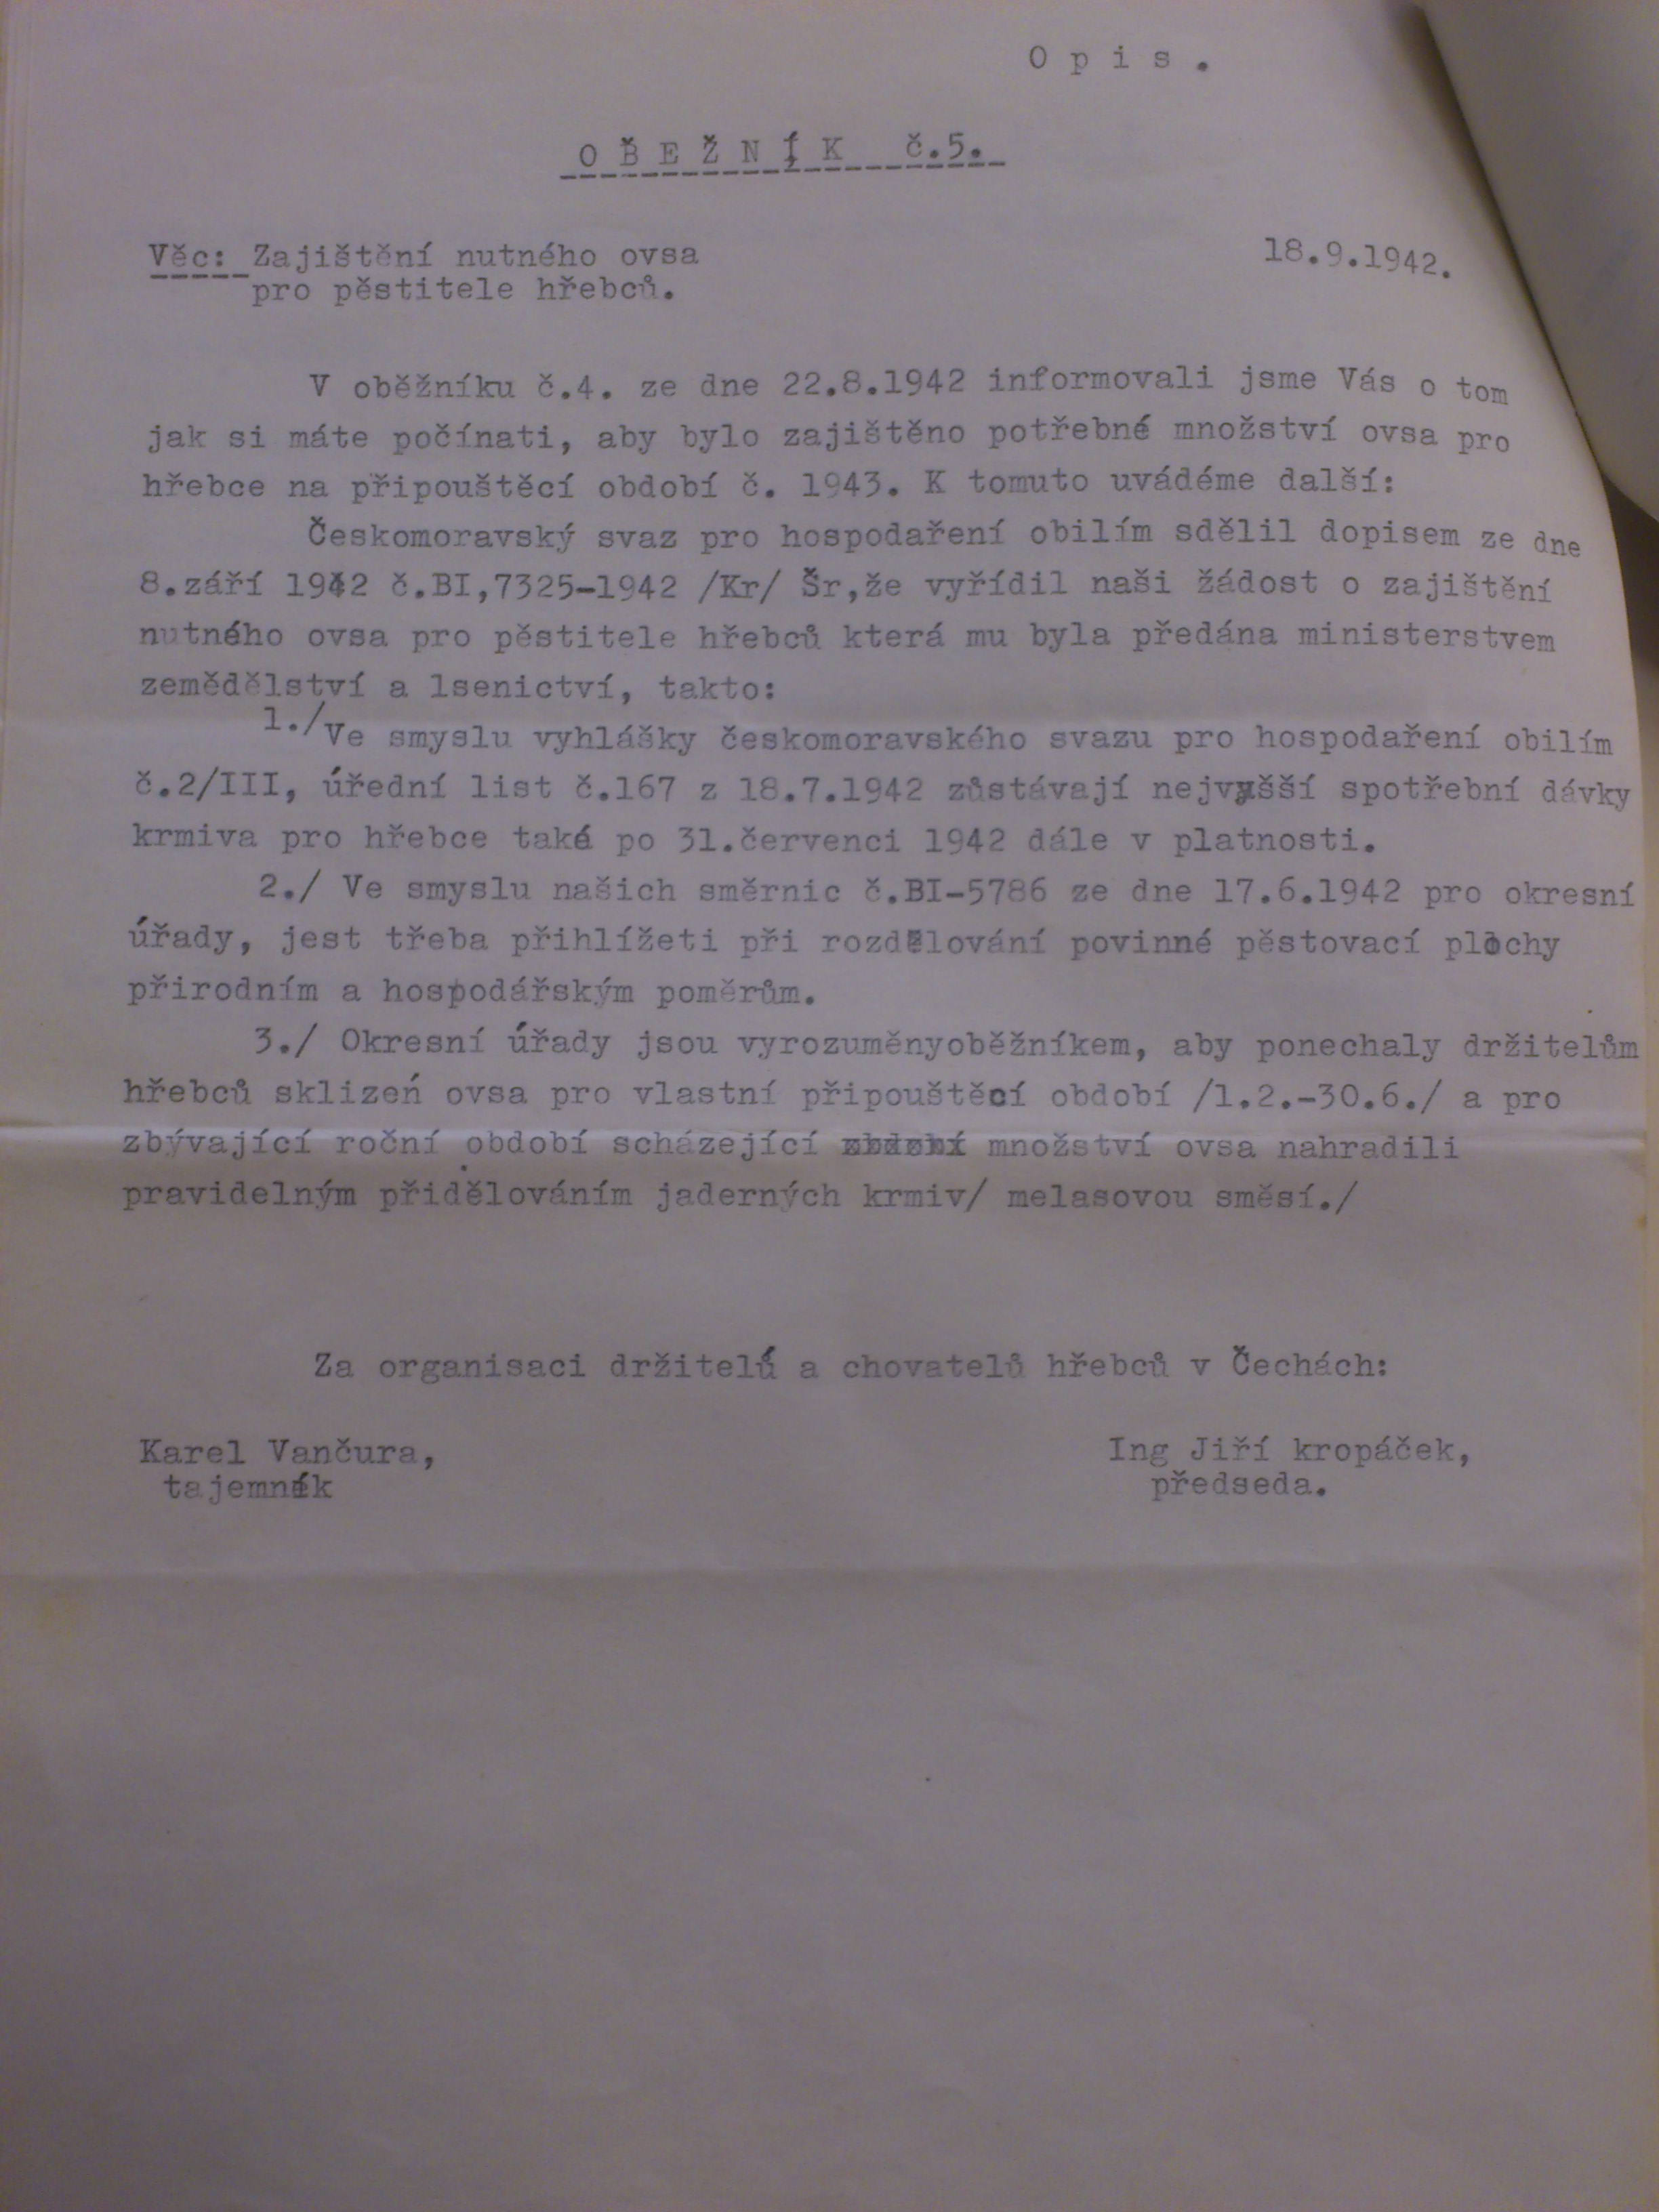 O p i s .
O B Ě Ž N Í K č.5.
Věc: Zajištění nutného ovsa
18.9.1942.
pro pěstitele hřebců.
V oběžníku č.4. ze dne 22.8.1942 informovali jsme Vás o tom
jak si máte počínati, aby bylo zajištěno potřebné množství ovsa pro
hřebce na připouštěcí období č. 1943. K tomuto uvádéme další:
Českomoravský svaz pro hospodaření obilím sdělil dopisem ze dne
8.září 1942 č.BI,7325-1942 /Kr/ Šr,že vyřídil naši žádost o zajištění
nutného ovsa pro pěstitele hřebců která mu byla předána ministerstvem
zemědělství a lsenictví, takto:
1./Ve smyslu vyhlášky českomoravského svazu pro hospodaření obilím
č.2/III, úřední list č.167 z 18.7.1942 zůstávají nejvyšší spotřební dávky
krmiva pro hřebce také po 31.červenci 1942 dále v platnosti.
2./ Ve smyslu našich směrnic č.BI-5786 ze dne 17.6.1942 pro okresní
úřady, jest třeba přihlížeti při rozdělování povinné pěstovací plochy
přirodním a hospodářským poměrům.
3./ Okresní úřady jsou vyrozuměnyoběžníkem, aby ponechaly držitelům
hřebců sklizeń ovsa pro vlastní připouštěcí období /1.2.-30.6./ a pro
zbývající roční období scházející množství ovsa nahradili
pravidelným přidělováním jaderných krmiv/ melasovou směsí./
Za organisaci držitelů a chovatelů hřebců v Čechách:
Karel Vančura,
Ing Jiří kropáček,
tajemník
předseda.